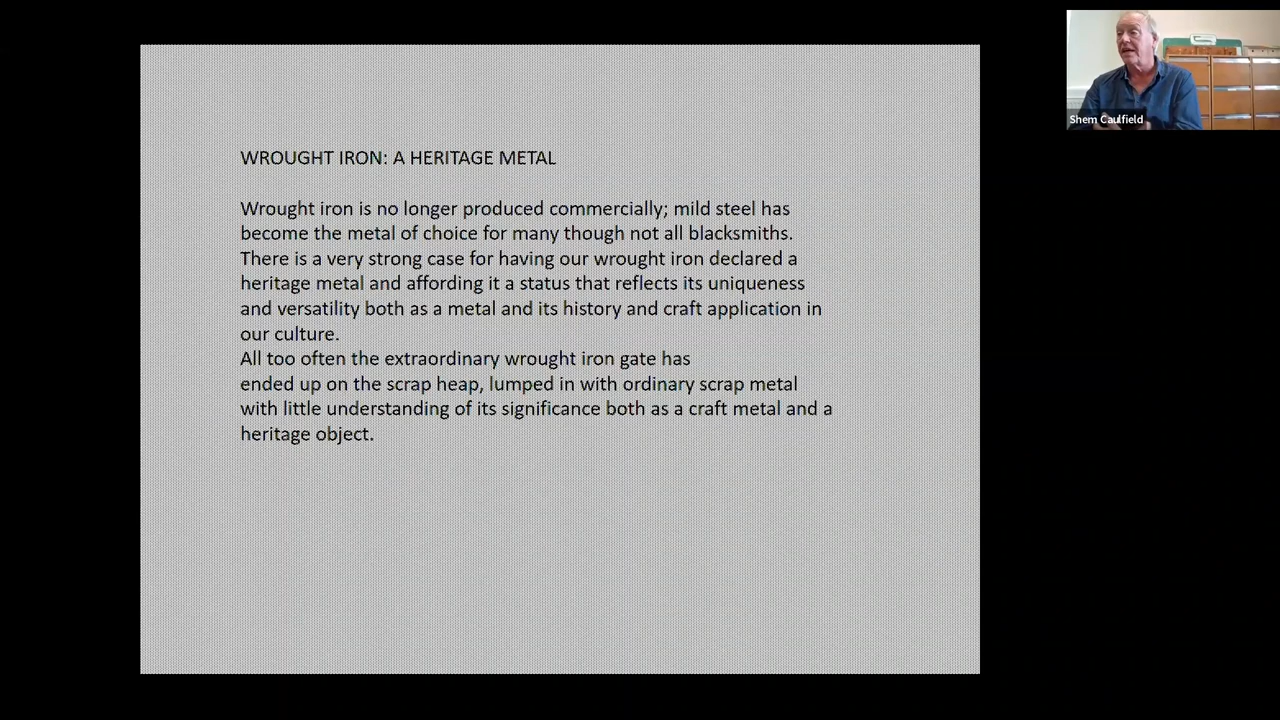 WROUGHT IRON: A HERITAGE METAL
Wrought iron is no longer produced commercially; mild steel has
become the metal of choice for many though not all blacksmiths.
There is a very strong case for having our wrought iron declared a
heritage metal and affording it a status that reflects its uniqueness
and versatility both as a metal and its history and craft application in
our culture.
All too often the extraordinary wrought iron gate has
ended up on the scrap heap, lumped in with ordinary scrap metal
with little understanding of its significance both as a craft metal and a
heritage object.
Shem Caulfield